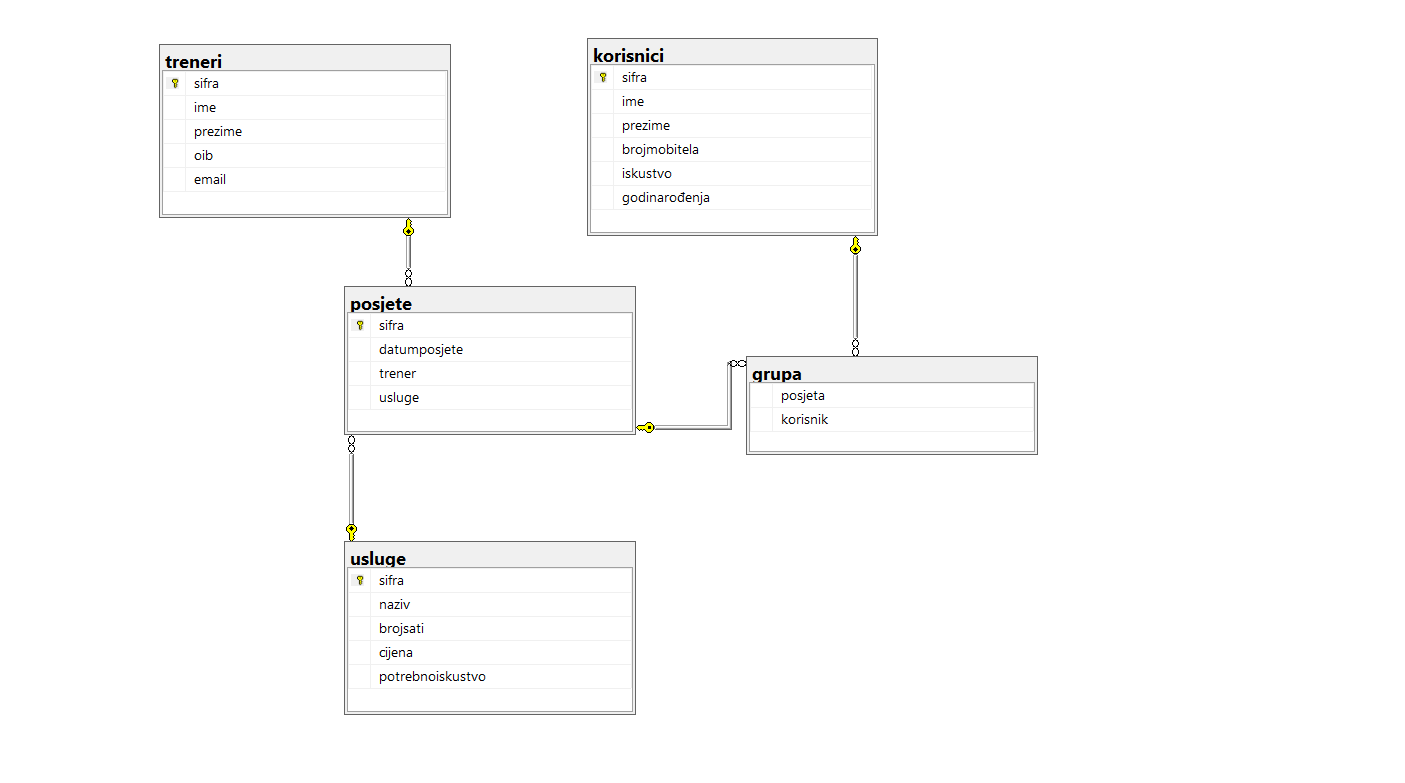 treneri
sifra
ime
prezime
oib
email
korisnici
sifra
ime
prezime
brojmobitela
iskustvo
godinarođenja
posjete
sifra
datumposjete
trener
usluge
grupa
posjeta
korisnik
usluge
sifra
naziv
brojsati
cijena
potrebnoiskustvo